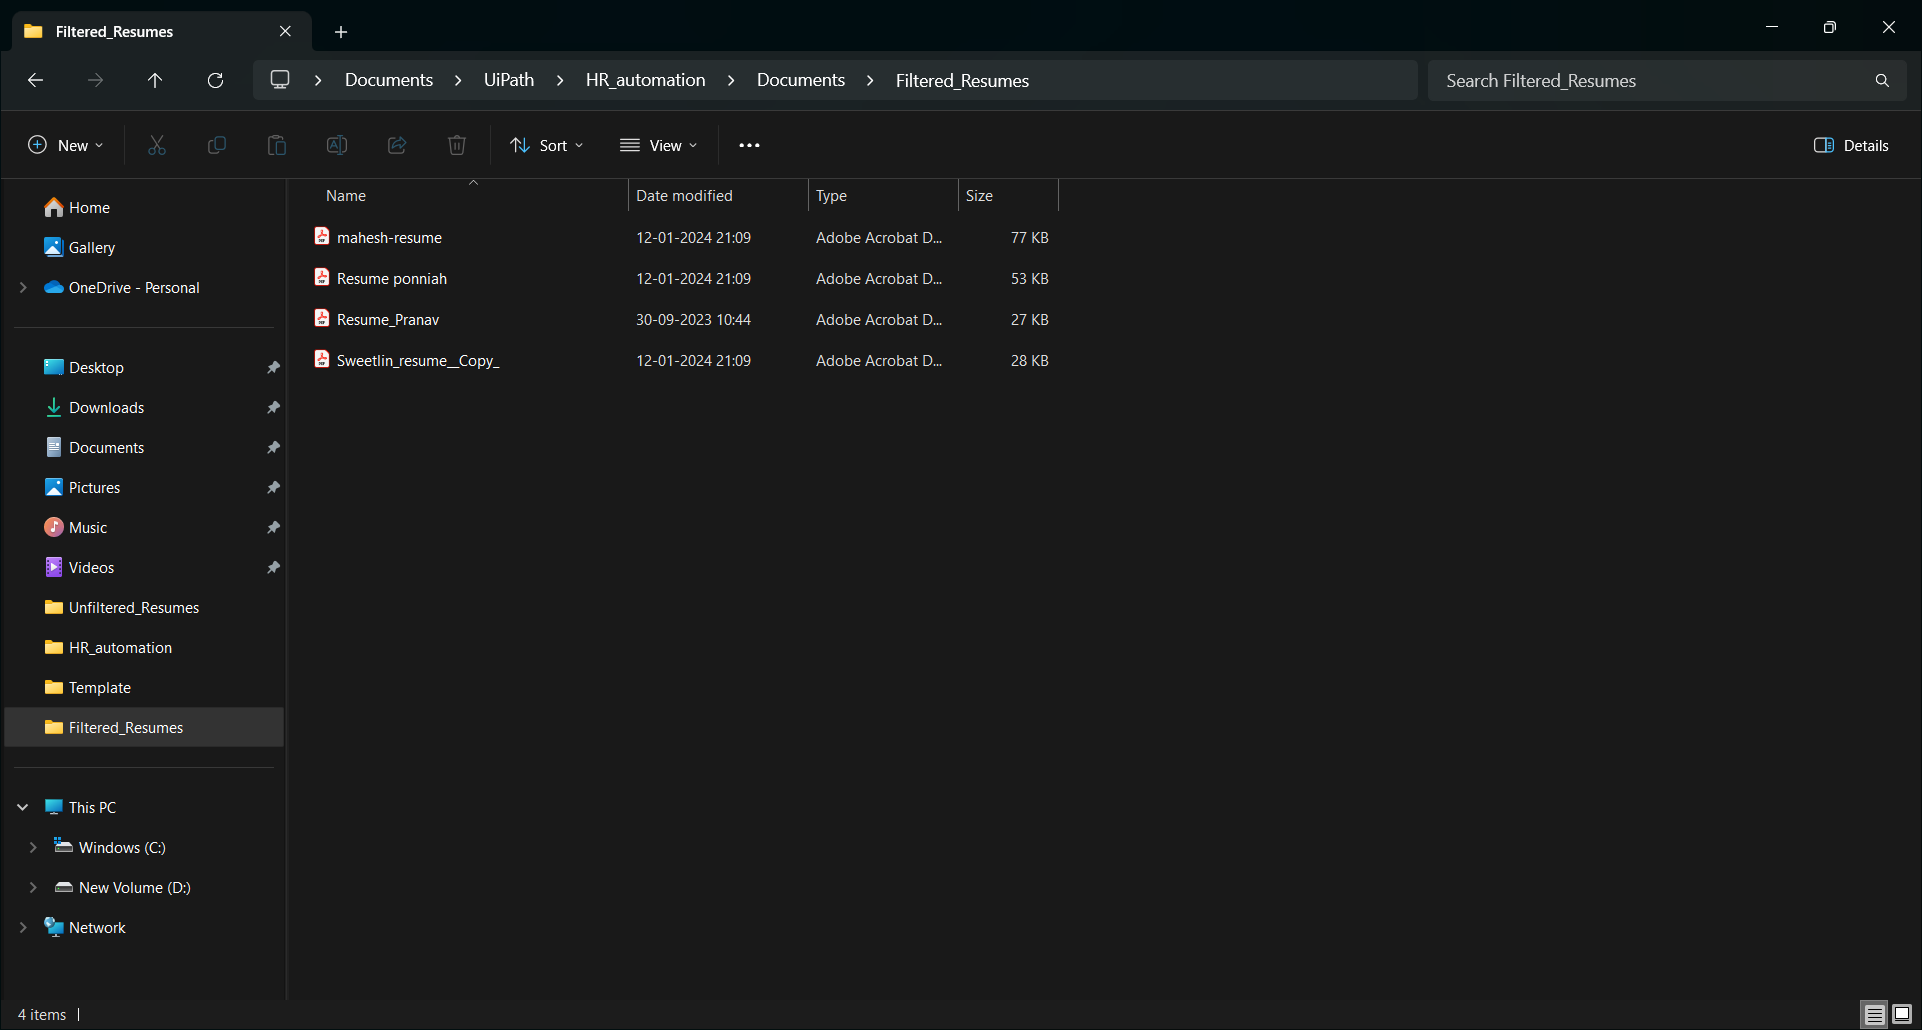 Filtered_Resumes
Documents UiPath HR_automation Documents Filtered_Resumes
Search Filtered_Resumes
New Sort View ••• Details
Home
Gallery
OneDrive - Personal
Desktop
Downloads
Documents
Pictures
Music
Videos
Unfiltered_Resumes
HR_automation
Template
Filtered_Resumes
This PC
Windows (C:)
New Volume (D:)
Network
Name Date modified Type Size
mahesh-resume 12-01-2024 21:09 Adobe Acrobat D... 77 KB
Resume ponniah 12-01-2024 21:09 Adobe Acrobat D... 53 KB
Resume_Pranav 30-09-2023 10:44 Adobe Acrobat D... 27 KB
Sweetlin_resume__Copy_ 12-01-2024 21:09 Adobe Acrobat D... 28 KB
4 items